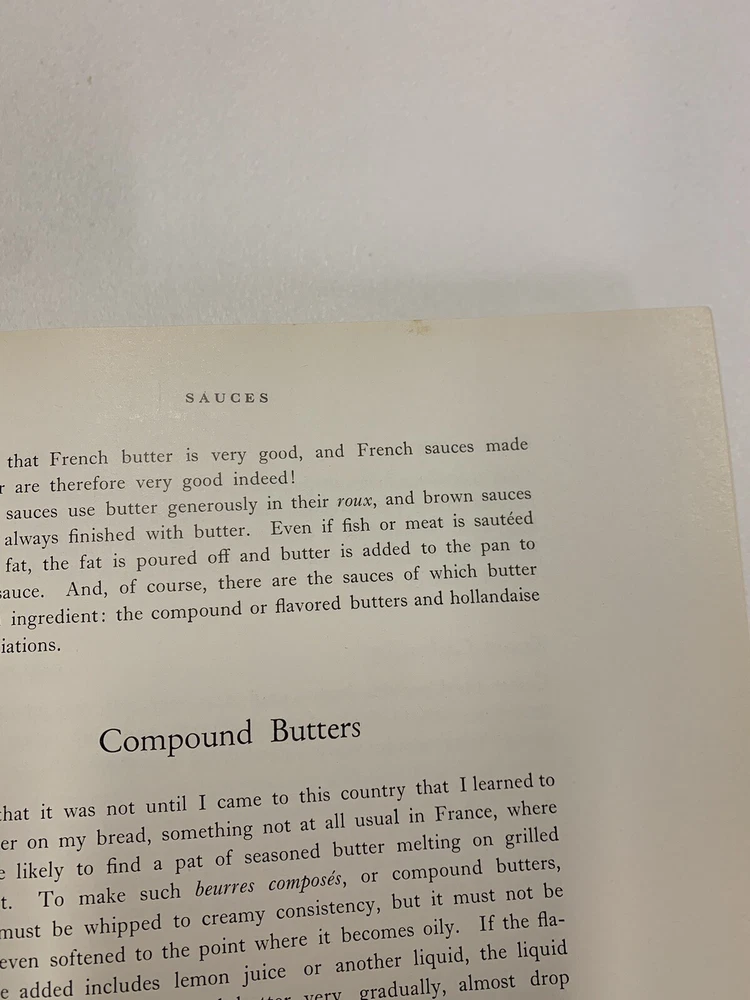 SAUCES
that French butter is very good, and French sauces made
r are therefore very good indeed!
sauces use butter generously in their roux, and brown sauces
always finished with butter. Even if fish or meat is sautéed
fat, the fat is poured off and butter is added to the pan to
sauce. And, of course, there are the sauces of which butter
ingredient: the compound or flavored butters and hollandaise
iations.
Compound Butters
that it was not until I came to this country that I learned to
er on my bread, something not at all usual in France, where
e likely to find a pat of seasoned butter melting on grilled
t. To make such beurres composés, or compound butters,
must be whipped to creamy consistency, but it must not be
even softened to the point where it becomes oily. If the fla-
e added includes lemon juice or another liquid, the liquid
very gradually, almost drop